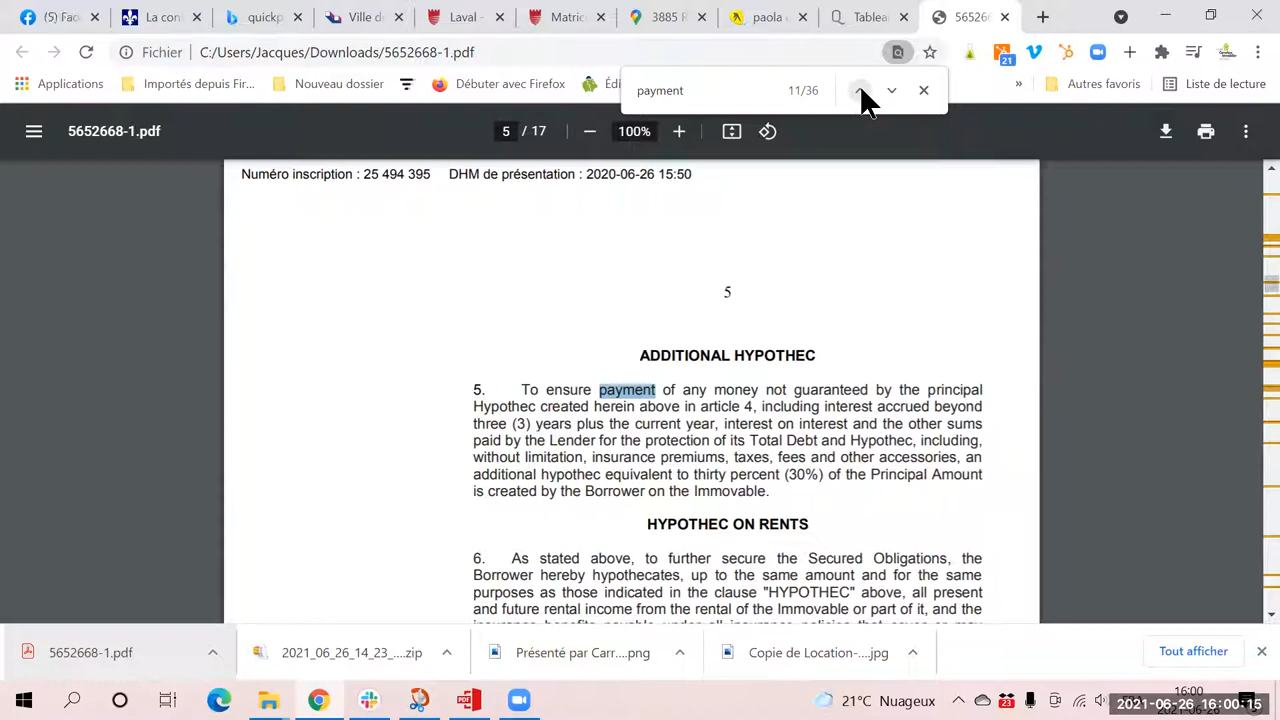 Faceboo
La cont
quickp
Ville de
Laval -
Matric
3885 R
paola c
Tablea
56526
Fichier
C:/Users/Jacques/Downloads/5652668-1.pdf
21
Applications
Importés depuis Firef...
Nouveau dossier
Débuter avec Firefox
»
Autres favoris
Liste de lecture
payment
11/36
5652668-1.pdf
5 / 17
100%
Numéro inscription : 25 494 395 DHM de présentation : 2020-06-26 15:50
5
ADDITIONAL HYPOTHEC
5. To ensure payment of any money not guaranteed by the principal
Hypothec created herein above in article 4, including interest accrued beyond
three (3) years plus the current year, interest on interest and the other sums
paid by the Lender for the protection of its Total Debt and Hypothec, including,
without limitation, insurance premiums, taxes, fees and other accessories, an
additional hypothec equivalent to thirty percent (30%) of the Principal Amount
is created by the Borrower on the Immovable.
HYPOTHEC ON RENTS
6. As stated above, to further secure the Secured Obligations, the
Borrower hereby hypothecates, up to the same amount and for the same
purposes as those indicated in the clause "HYPOTHEC" above, all present
and future rental income from the rental of the Immovable or part of it, and the
5652668-1.pdf
2021_06_26_14_23_....zip
Présenté par Carr....png
Copie de Location-....jpg
Tout afficher
21°C Nuageux
23
16:00
2021-06-26 16:00:15